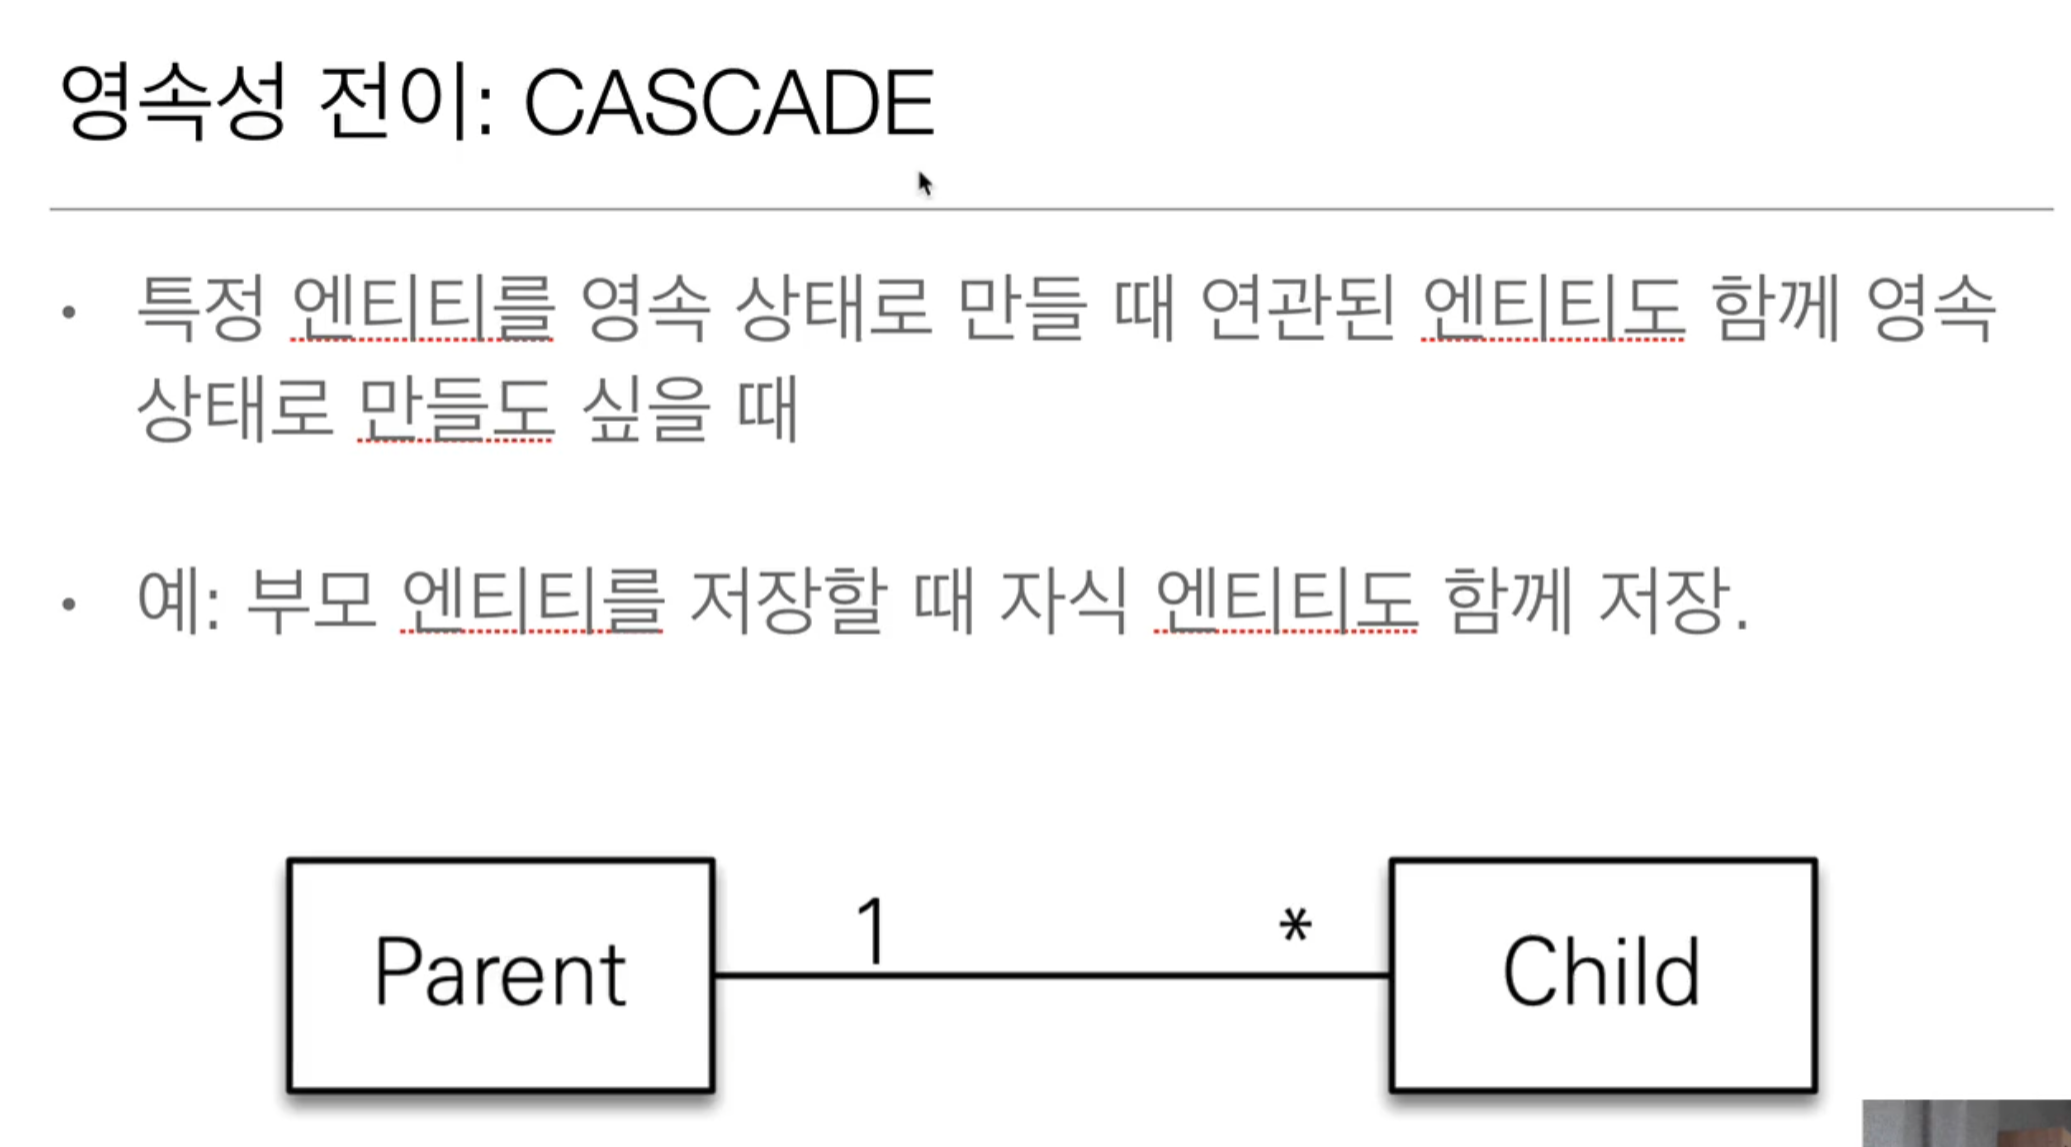 영속성 전이: CASCADE
• 특정 엔티티를 영속 상태로 만들 때 연관된 엔티티도 함께 영속
상태로 만들도 싶을 때
• 예: 부모 엔티티를 저장할 때 자식 엔티티도 함께 저장.
1 *
Parent Child